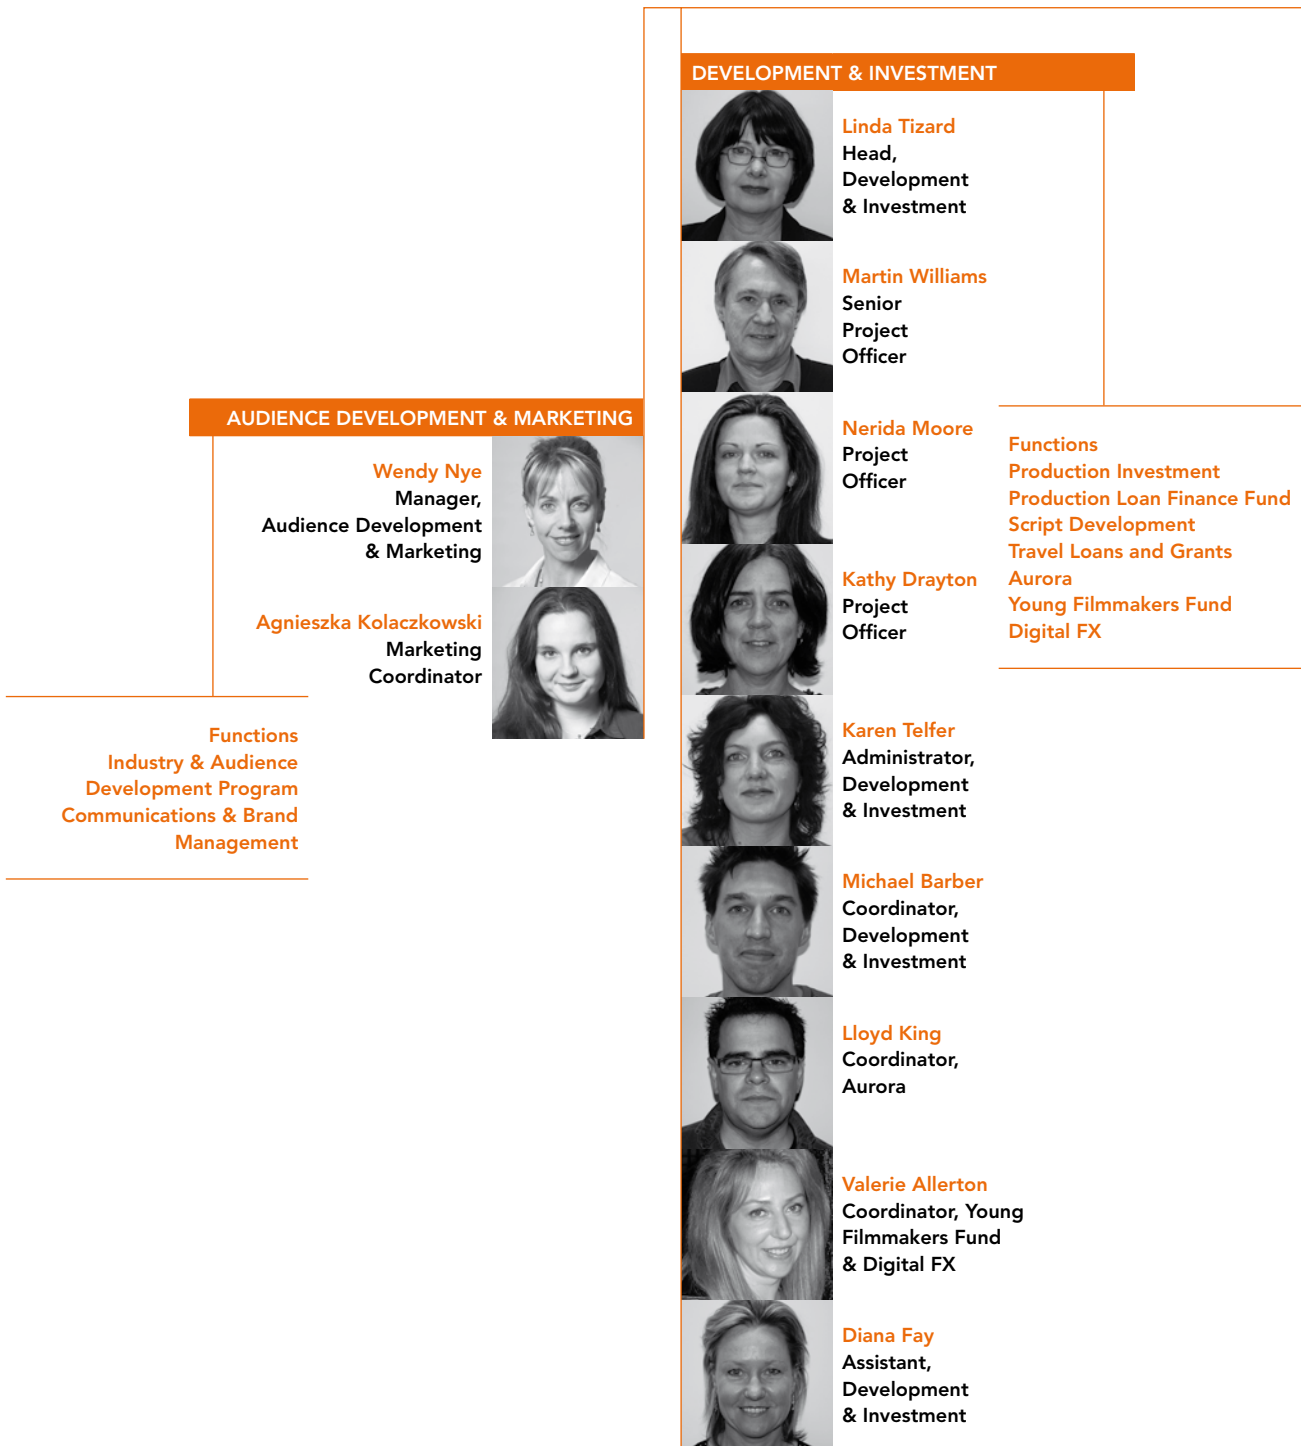 DEVELOPMENT & INVESTMENT
Linda Tizard
Head,
Development
& Investment
Martin Williams
Senior
Project
Officer
Nerida Moore
Project
Officer
Kathy Drayton
Project
Officer
Karen Telfer
Administrator,
Development
& Investment
Michael Barber
Coordinator,
Development
& Investment
Lloyd King
Coordinator,
Aurora
Valerie Allerton
Coordinator, Young
Filmmakers Fund
& Digital FX
Diana Fay
Assistant,
Development
& Investment
Functions
Production Investment
Production Loan Finance Fund
Script Development
Travel Loans and Grants
Aurora
Young Filmmakers Fund
Digital FX
AUDIENCE DEVELOPMENT & MARKETING
Wendy Nye
Manager,
Audience Development
& Marketing
Agnieszka Kolaczkowski
Marketing
Coordinator
Functions
Industry & Audience
Development Program
Communications & Brand
Management